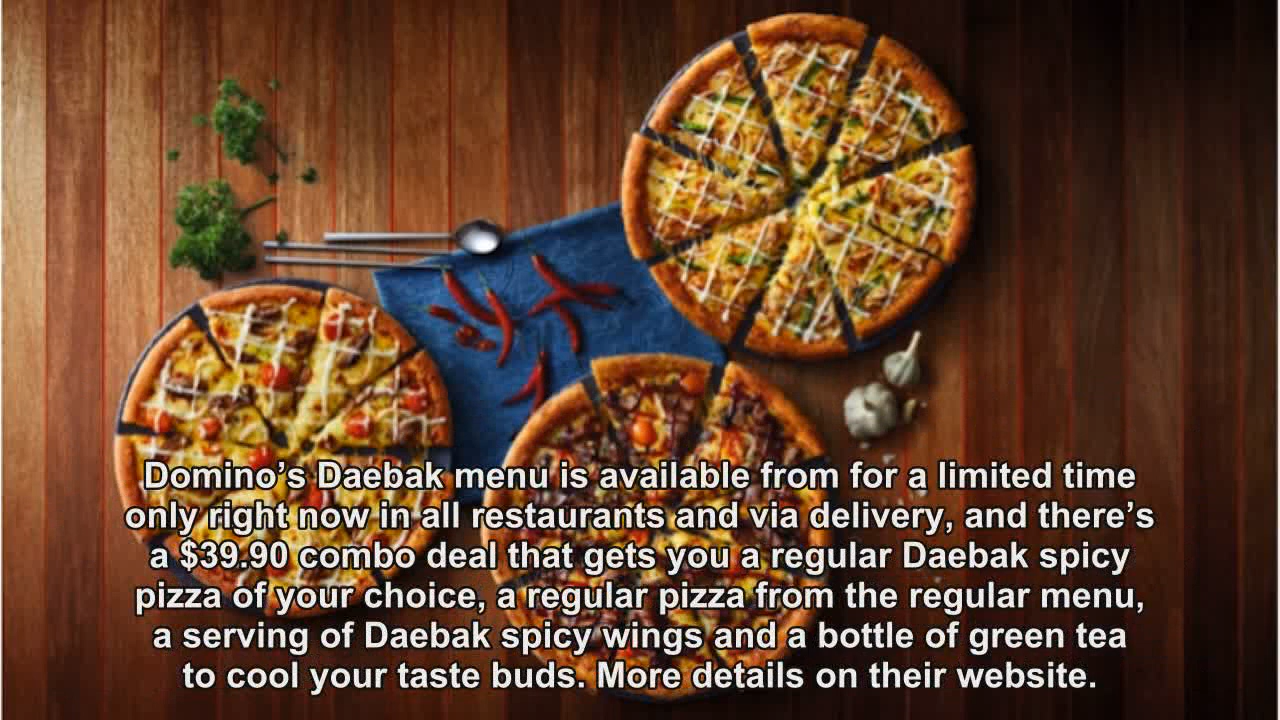 Domino’s Daebak menu is available from for a limited time
only right now in all restaurants and via delivery, and there’s
a $39.90 combo deal that gets you a regular Daebak spicy
pizza of your choice, a regular pizza from the regular menu,
a serving of Daebak spicy wings and a bottle of green tea
to cool your taste buds. More details on their website.